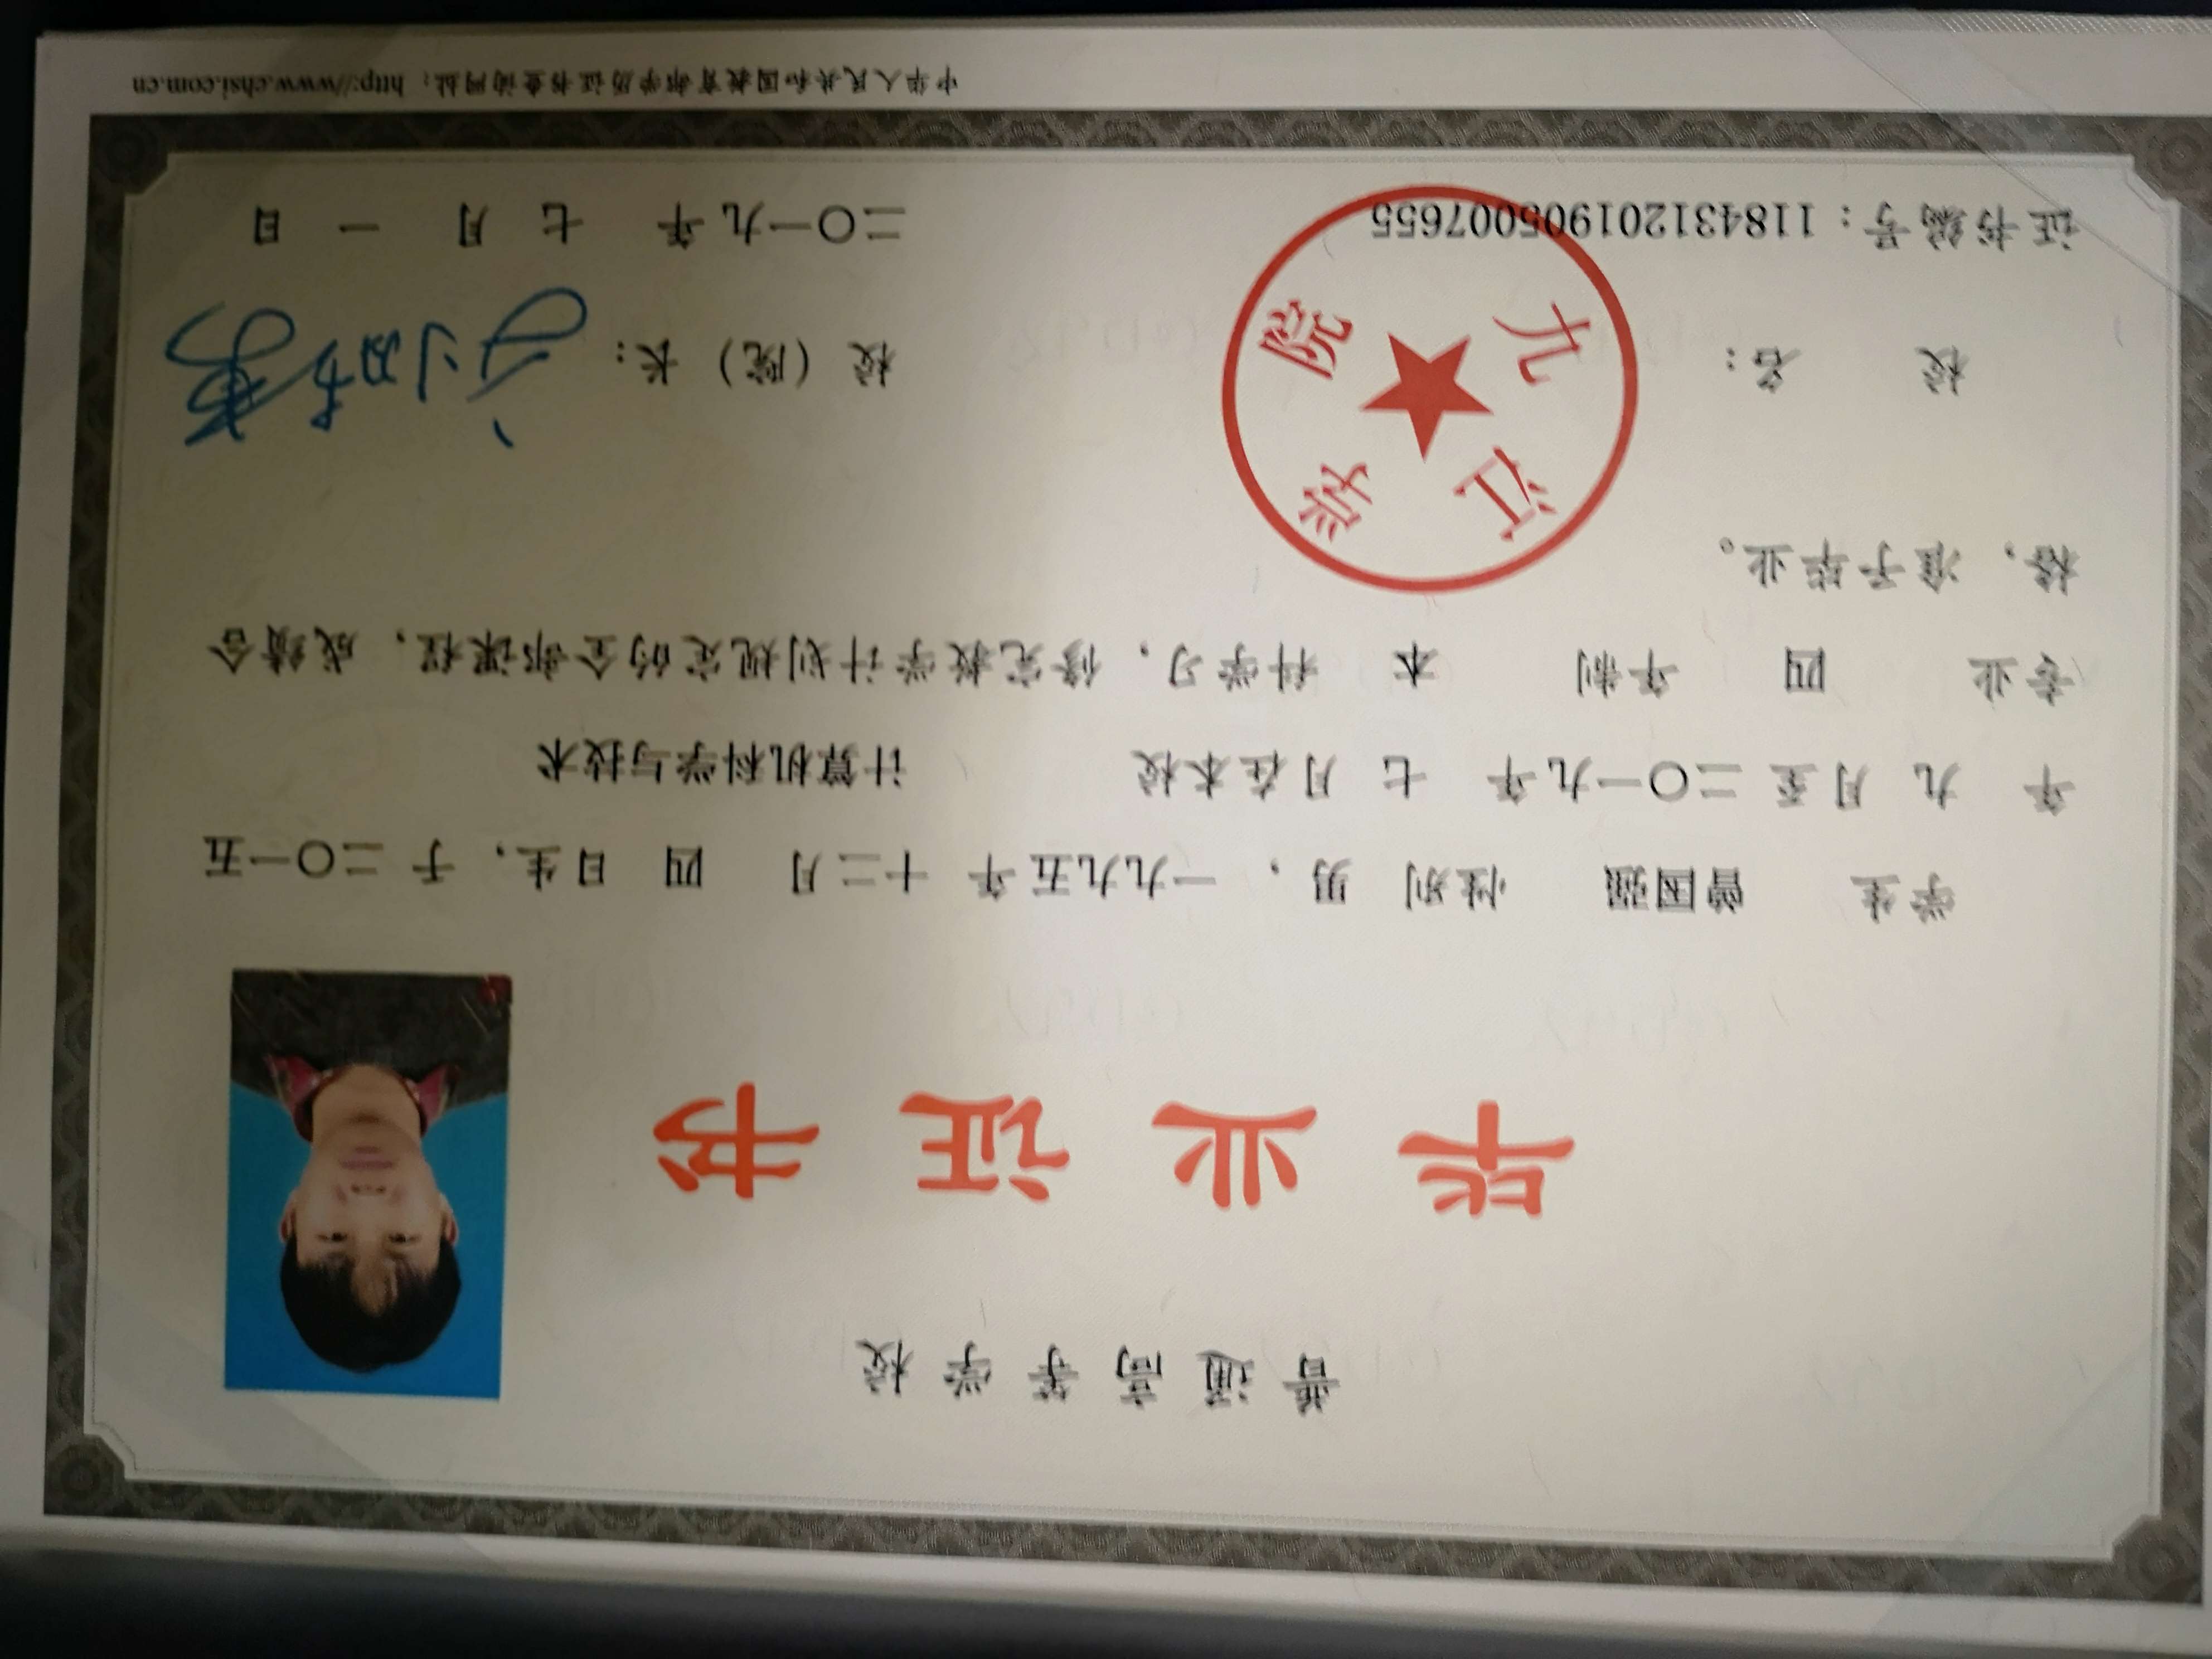 普通高等学校
毕业证书
学生 曾国强 性别 男，一九九五年 十二月 四 日生，于 二〇一五
年 九 月至 二〇一九年 七 月在本校 计算机科学与技术
专业 四 年制 本 科学习，修完教学计划规定的全部课程，成绩合
格，准予毕业。
校 名：
九江学院
校（院）长：
证书编号：118431201905007655
二〇一九年 七 月 一 日
中华人民共和国教育部学历证书查询网址：http://www.chsi.com.cn